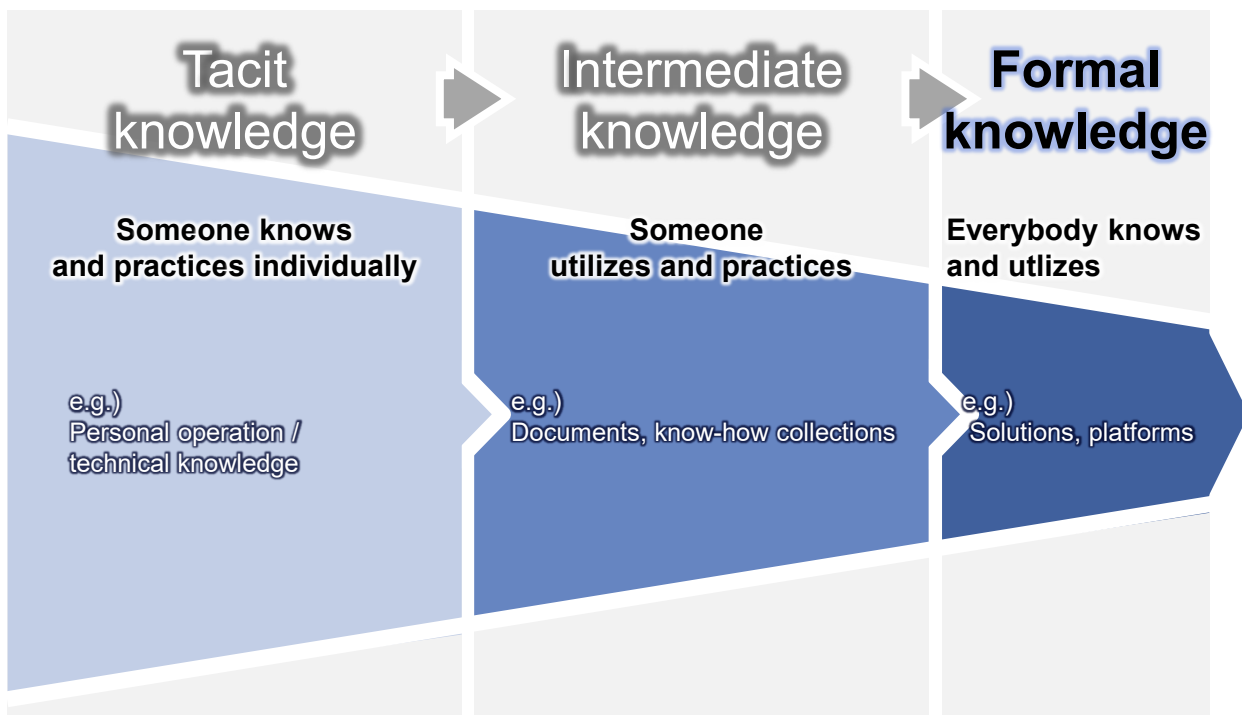 Tacit
knowledge
Intermediate
knowledge
Formal
knowledge
Someone knows
and practices individually
Someone
utilizes and practices
Everybody knows
and utlizes
e.g.)
Personal operation /
technical knowledge
e.g.)
Documents, know-how collections
e.g.)
Solutions, platforms